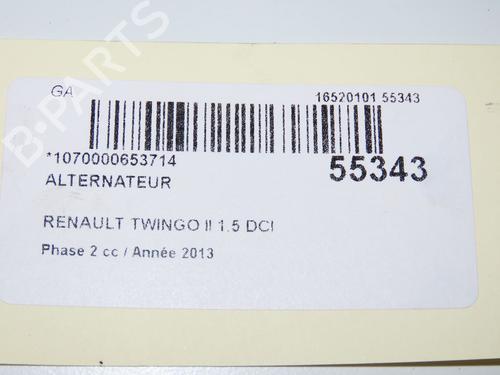 GA
16520101 55343
*1070000653714
55343
ALTERNATEUR
RENAULT TWINGO II 1.5 DCI
Phase 2 cc / Année 2013
B-PARTS